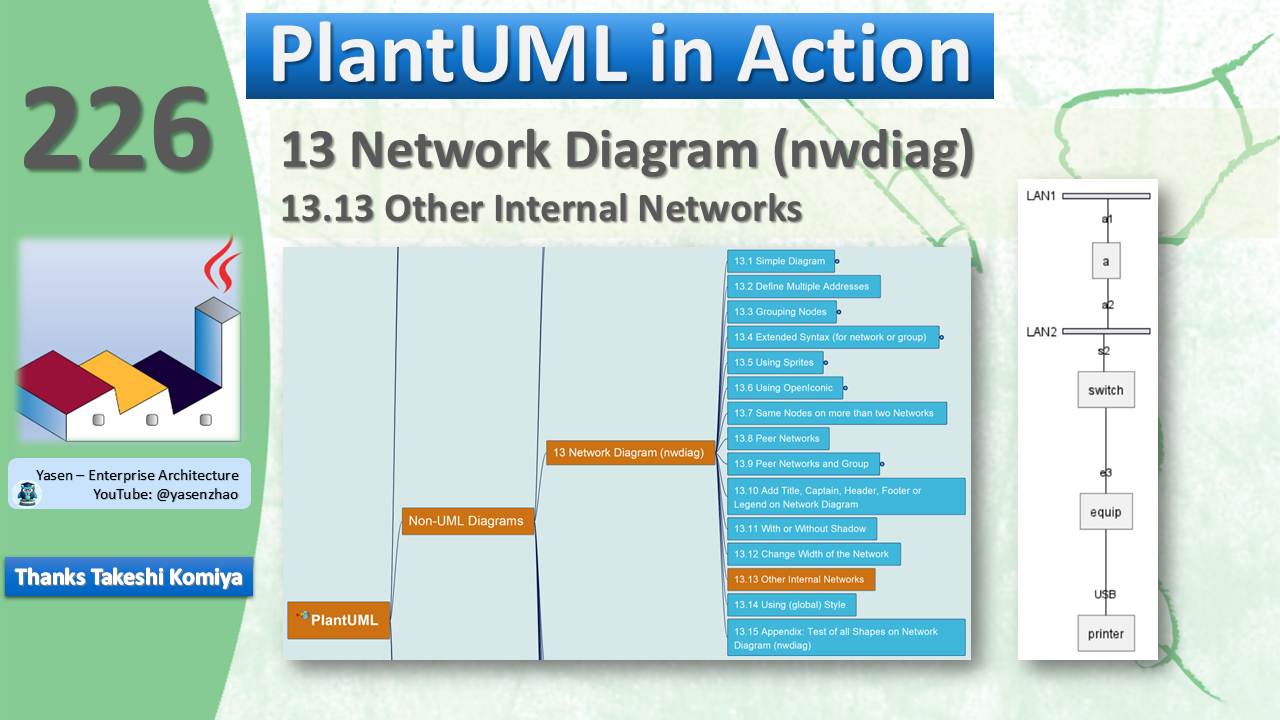 PlantUML in Action
226
13 Network Diagram (nwdiag)
13.13 Other Internal Networks
Yasen – Enterprise Architecture
YouTube: @yasenzhao
Thanks Takeshi Komiya
PlantUML
Non-UML Diagrams
13 Network Diagram (nwdiag)
13.1 Simple Diagram
13.2 Define Multiple Addresses
13.3 Grouping Nodes
13.4 Extended Syntax (for network or group)
13.5 Using Sprites
13.6 Using OpenIconic
13.7 Same Nodes on more than two Networks
13.8 Peer Networks
13.9 Peer Networks and Group
13.10 Add Title, Captain, Header, Footer or
Legend on Network Diagram
13.11 With or Without Shadow
13.12 Change Width of the Network
13.13 Other Internal Networks
13.14 Using (global) Style
13.15 Appendix: Test of all Shapes on Network
Diagram (nwdiag)
LAN1
a1
a
a2
LAN2
s2
switch
e3
equip
USB
printer